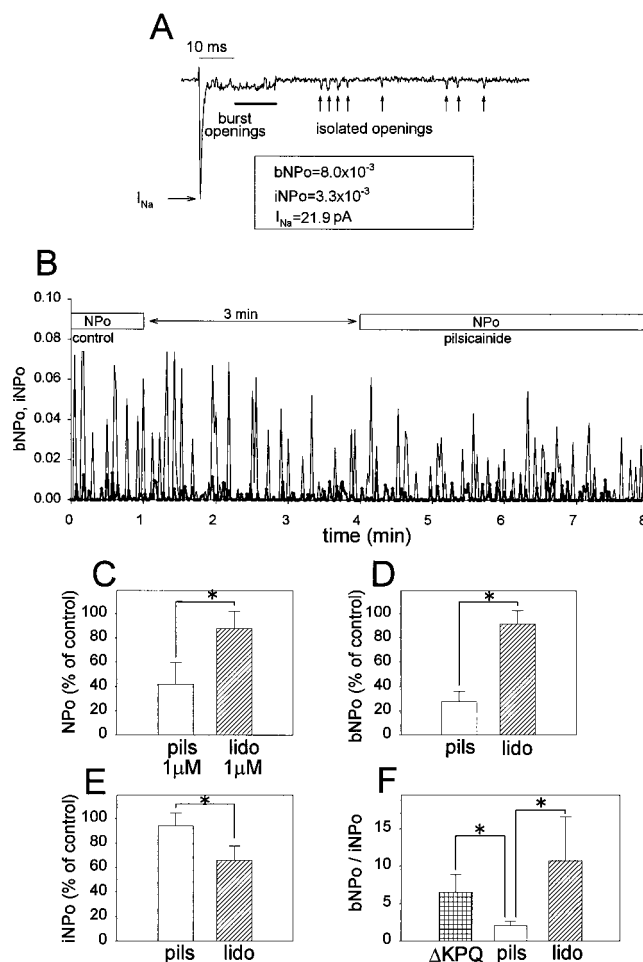 A
10 ms
burst
openings
isolated openings
I_Na
bNPo=8.0x10^-3
iNPo=3.3x10^-3
I_Na=21.9 pA
B
bNPo, iNPo
0.10
0.08
0.06
0.04
0.02
0.00
NPo
control
3 min
NPo
pilsicainide
0 1 2 3 4 5 6 7 8
time (min)
C
NPo (% of control)
100
80
60
40
20
0
*
pils lido
1µM 1µM
D
bNPo (% of control)
100
80
60
40
20
0
*
pils lido
E
iNPo (% of control)
100
80
60
40
20
0
*
pils lido
F
bNPo / iNPo
15
10
5
0
* *
ΔKPQ pils lido